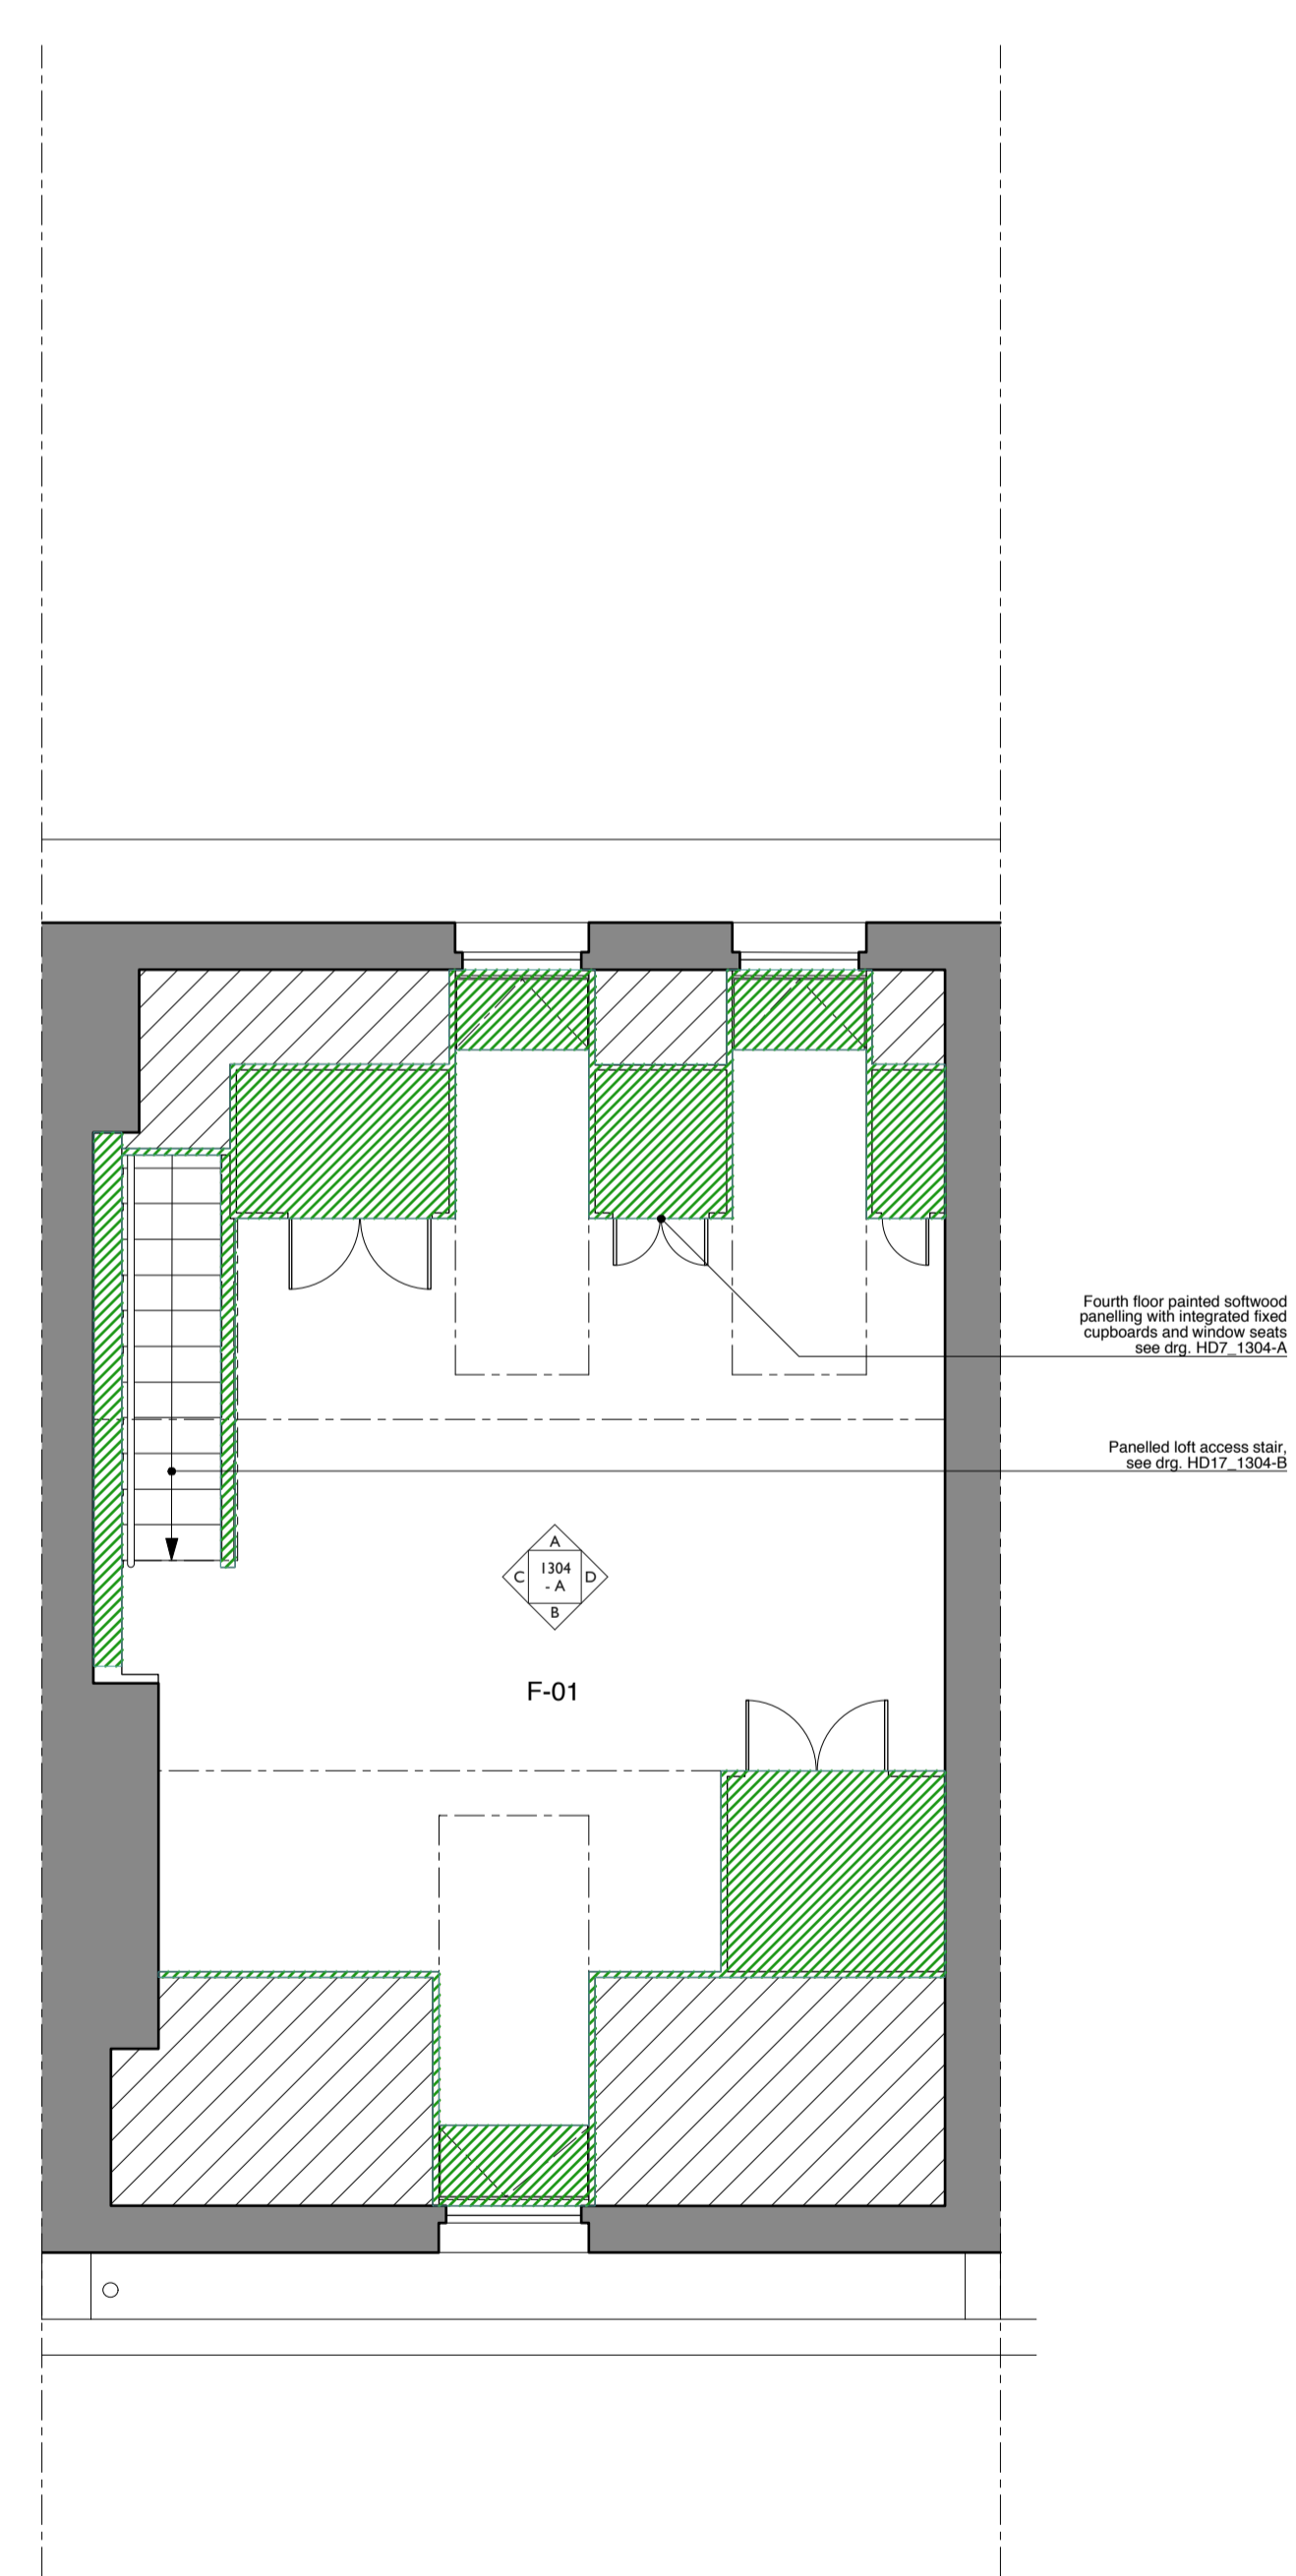 Fourth floor painted softwood
panelling with integrated fixed
cupboards and window seats
see drg. HD7_1304-A
Panelled loft access stair,
see drg. HD17_1304-B
A
1304
C
D
- A
B
F-01